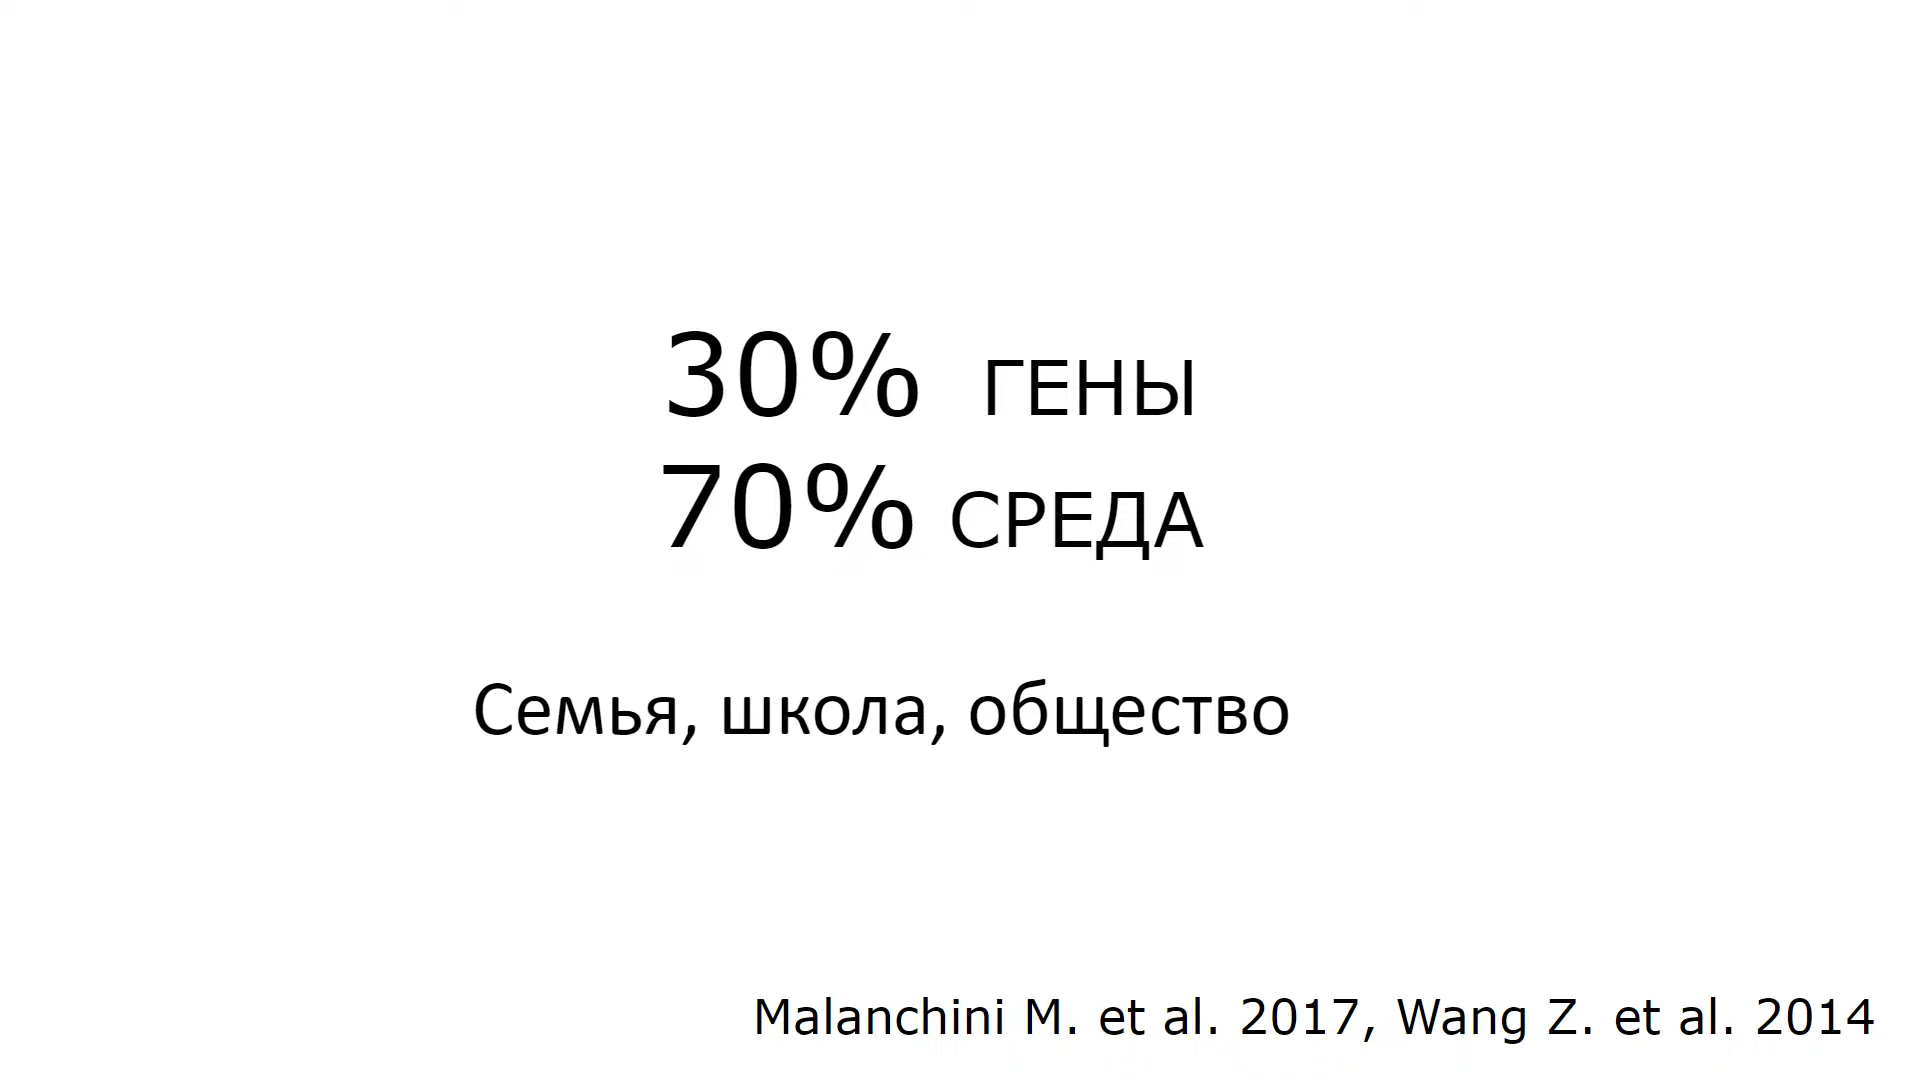 30% ГЕНЫ
70% СРЕДА
Семья, школа, общество
Malanchini M. et al. 2017, Wang Z. et al. 2014